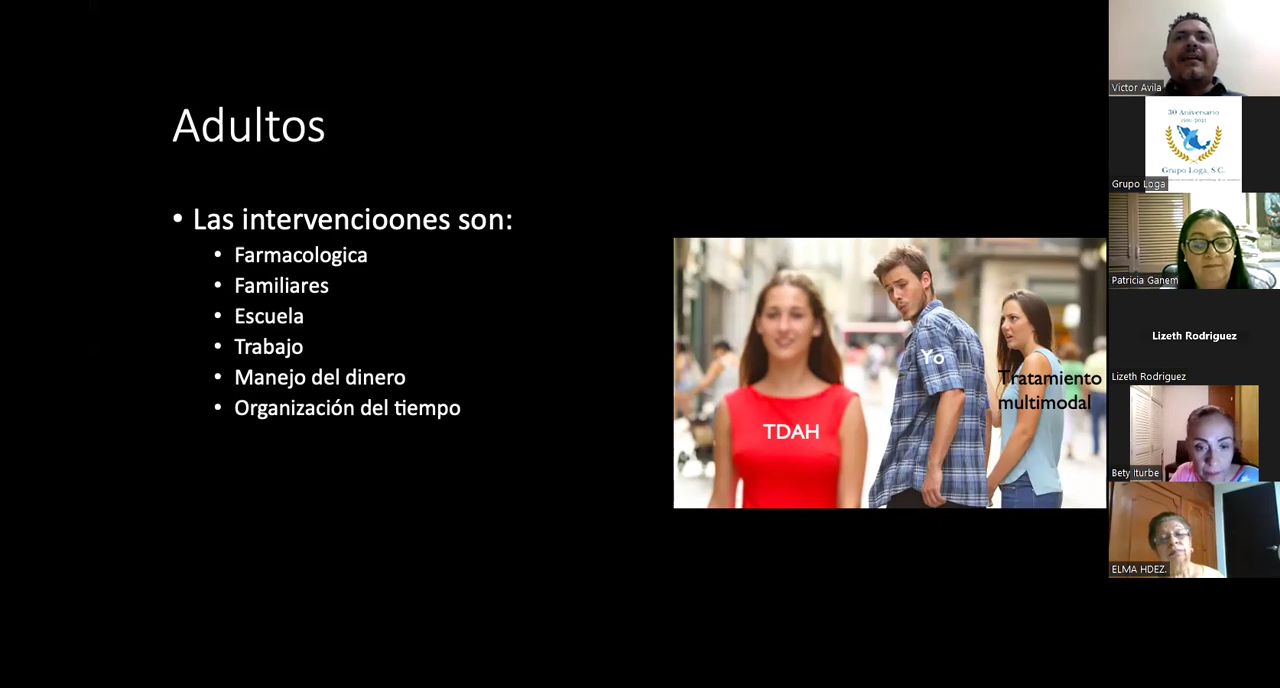 Adultos
• Las intervencioones son:
• Farmacologica
• Familiares
• Escuela
• Trabajo
• Manejo del dinero
• Organización del tiempo
TDAH
Yo
Tratamiento
multimodal
Victor Avila
30 Aniversario
Grupo Loga, S.C.
Grupo Loga
Patricia Ganem
Lizeth Rodriguez
Lizeth Rodriguez
Bety Iturbe
ELMA HDEZ.